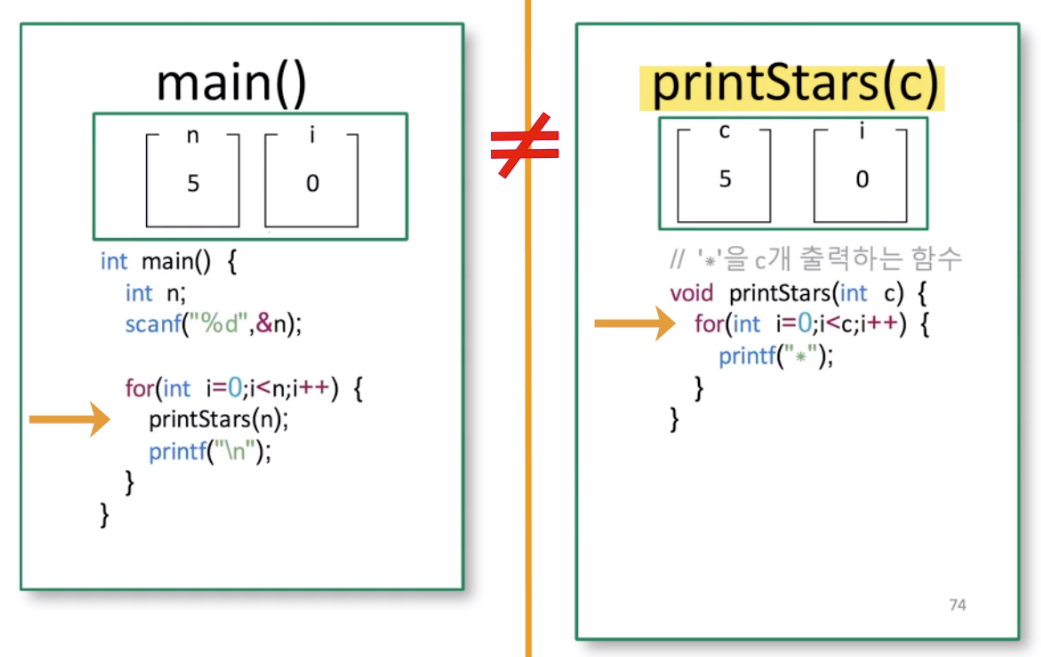 main()
n i
5 0
int main() {
int n;
scanf("%d",&n);
for(int i=0;i<n;i++) {
printStars(n);
printf("\n");
}
}
≠
printStars(c)
c i
5 0
// '*'을 c개 출력하는 함수
void printStars(int c) {
for(int i=0;i<c;i++) {
printf("*");
}
}
74